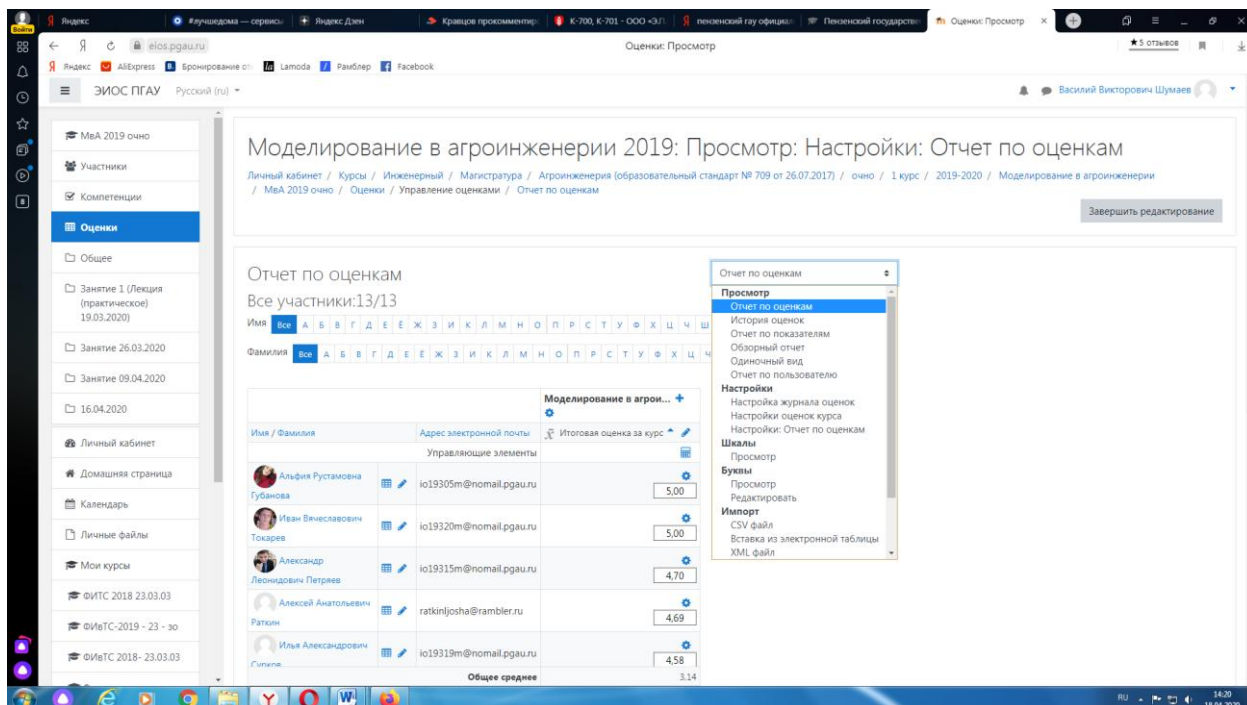 Яндекс
#лучшедома — сервисы
Яндекс Дзен
Кравцов прокомментир
К-700, К-701 - ООО «ЭЛ
пензенский гау официал
Пензенский государстве
Оценки: Просмотр
Войти
eios.pgau.ru
Оценки: Просмотр
★5 отзывов
Яндекс
AliExpress
Бронирование от
Lamoda
Рамблер
Facebook
ЭИОС ПГАУ
Русский (ru)
Василий Викторович Шумаев
МвА 2019 очно
Участники
Компетенции
Оценки
Общее
Занятие 1 (Лекция
(практическое)
19.03.2020)
Занятие 26.03.2020
Занятие 09.04.2020
16.04.2020
Личный кабинет
Домашняя страница
Календарь
Личные файлы
Мои курсы
ФИТС 2018 23.03.03
ФИвТС-2019 - 23 - зо
ФИвТС 2018- 23.03.03
Моделирование в агроинженерии 2019: Просмотр: Настройки: Отчет по оценкам
Личный кабинет / Курсы / Инженерный / Магистратура / Агроинженерия (образовательный стандарт № 709 от 26.07.2017) / очно / 1 курс / 2019-2020 / Моделирование в агроинженерии
/ МвА 2019 очно / Оценки / Управление оценками / Отчет по оценкам
Завершить редактирование
Отчет по оценкам
Все участники:13/13
Имя Все А Б В Г Д Е Ё Ж З И К Л М Н О П Р С Т У Ф Х Ц Ч Ш
Фамилия Все А Б В Г Д Е Ё Ж З И К Л М Н О П Р С Т У Ф Х Ц Ч
Моделирование в агрои...
Имя / Фамилия
Адрес электронной почты
Итоговая оценка за курс
Управляющие элементы
Альфия Рустамовна
Губанова
io19305m@nomail.pgau.ru
5,00
Иван Вячеславович
Токарев
io19320m@nomail.pgau.ru
5,00
Александр
Леонидович Петряев
io19315m@nomail.pgau.ru
4,70
Алексей Анатольевич
Раткин
ratkinljosha@rambler.ru
4,69
Илья Александрович
Сурков
io19319m@nomail.pgau.ru
4,58
Общее среднее
3,14
Отчет по оценкам
Просмотр
Отчет по оценкам
История оценок
Отчет по показателям
Обзорный отчет
Одиночный вид
Отчет по пользователю
Настройки
Настройка журнала оценок
Настройки оценок курса
Настройки: Отчет по оценкам
Шкалы
Просмотр
Буквы
Просмотр
Редактировать
Импорт
CSV файл
Вставка из электронной таблицы
XML файл
RU
14:20
18.04.2020